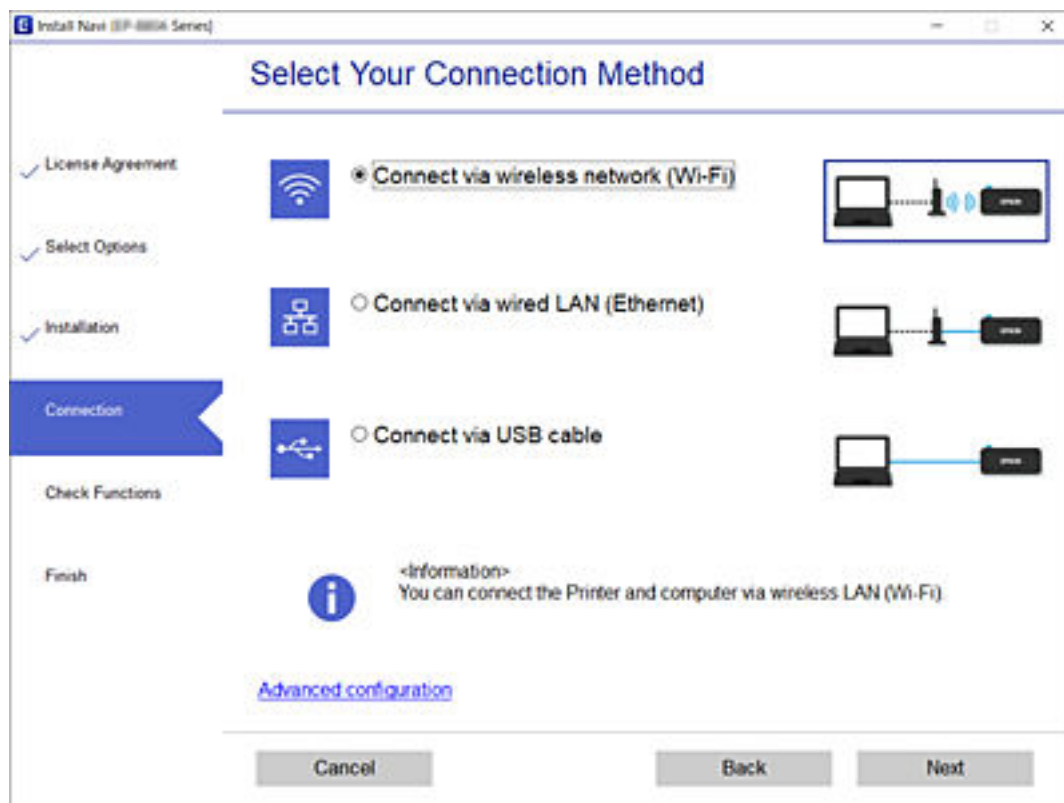 Install Navi Series]
Select Your Connection Method
License Agreement
Select Options
Installation
Connection
Check Functions
Finish
Connect via wireless network (Wi-Fi)
Connect via wired LAN (Ethernet)
Connect via USB cable
<Information>
You can connect the Printer and computer via wireless LAN (Wi-Fi).
Advanced configuration
Cancel
Back
Next